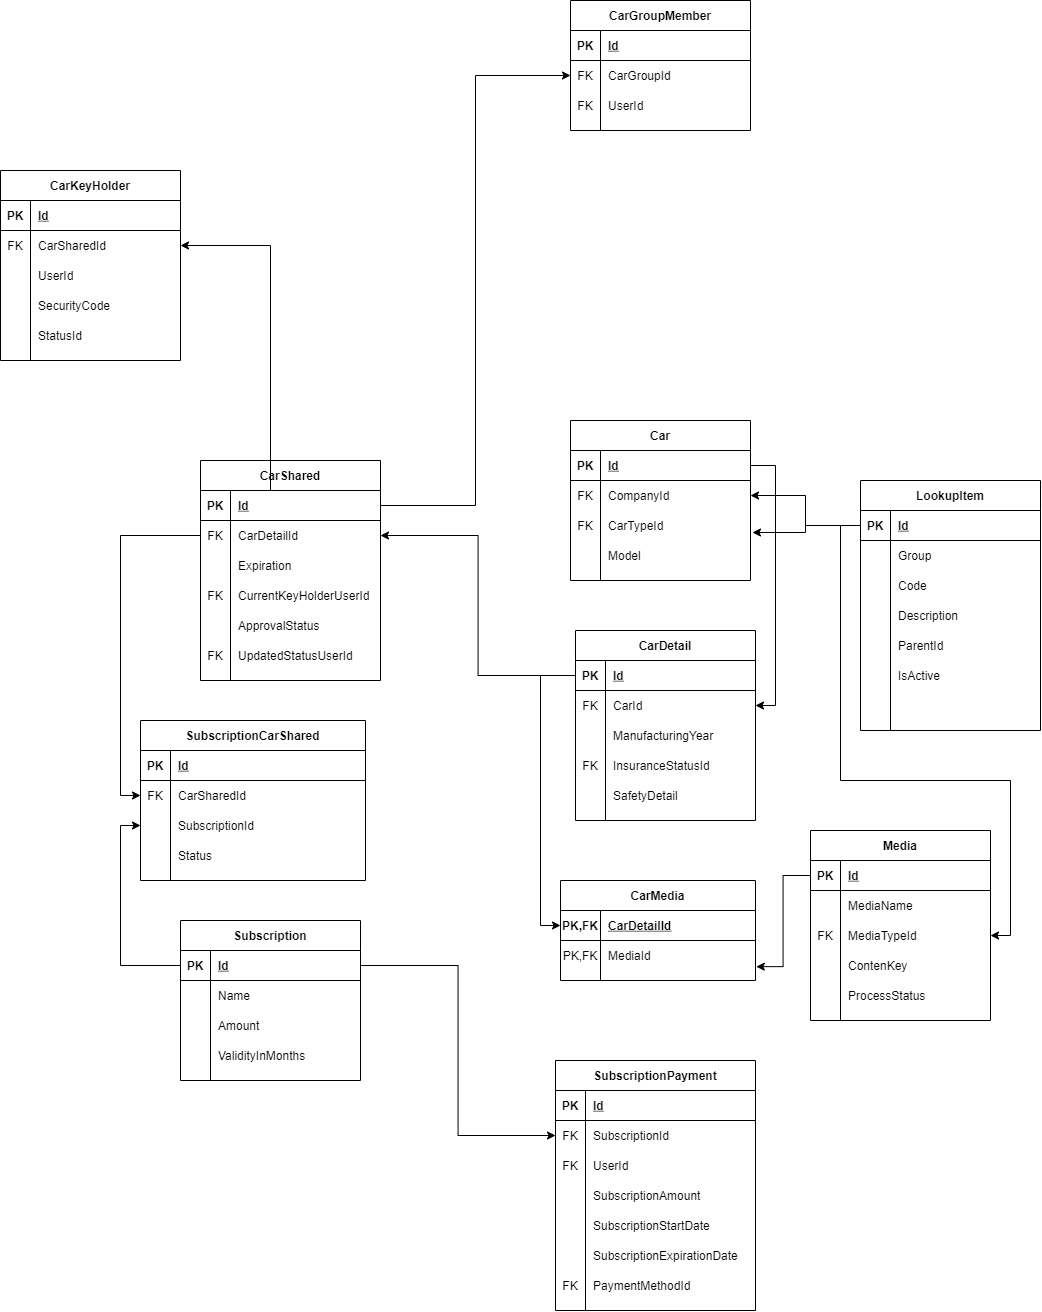 CarGroupMember
PK Id
FK CarGroupId
FK UserId
CarKeyHolder
PK Id
FK CarSharedId
UserId
SecurityCode
StatusId
Car
PK Id
FK CompanyId
FK CarTypeId
Model
CarShared
PK Id
FK CarDetailId
Expiration
FK CurrentKeyHolderUserId
ApprovalStatus
FK UpdatedStatusUserId
LookupItem
PK Id
Group
Code
Description
ParentId
IsActive
CarDetail
PK Id
FK CarId
ManufacturingYear
FK InsuranceStatusId
SafetyDetail
SubscriptionCarShared
PK Id
FK CarSharedId
SubscriptionId
Status
Media
PK Id
MediaName
FK MediaTypeId
ContenKey
ProcessStatus
CarMedia
PK,FK CarDetailId
PK,FK MediaId
Subscription
PK Id
Name
Amount
ValidityInMonths
SubscriptionPayment
PK Id
FK SubscriptionId
FK UserId
SubscriptionAmount
SubscriptionStartDate
SubscriptionExpirationDate
FK PaymentMethodId